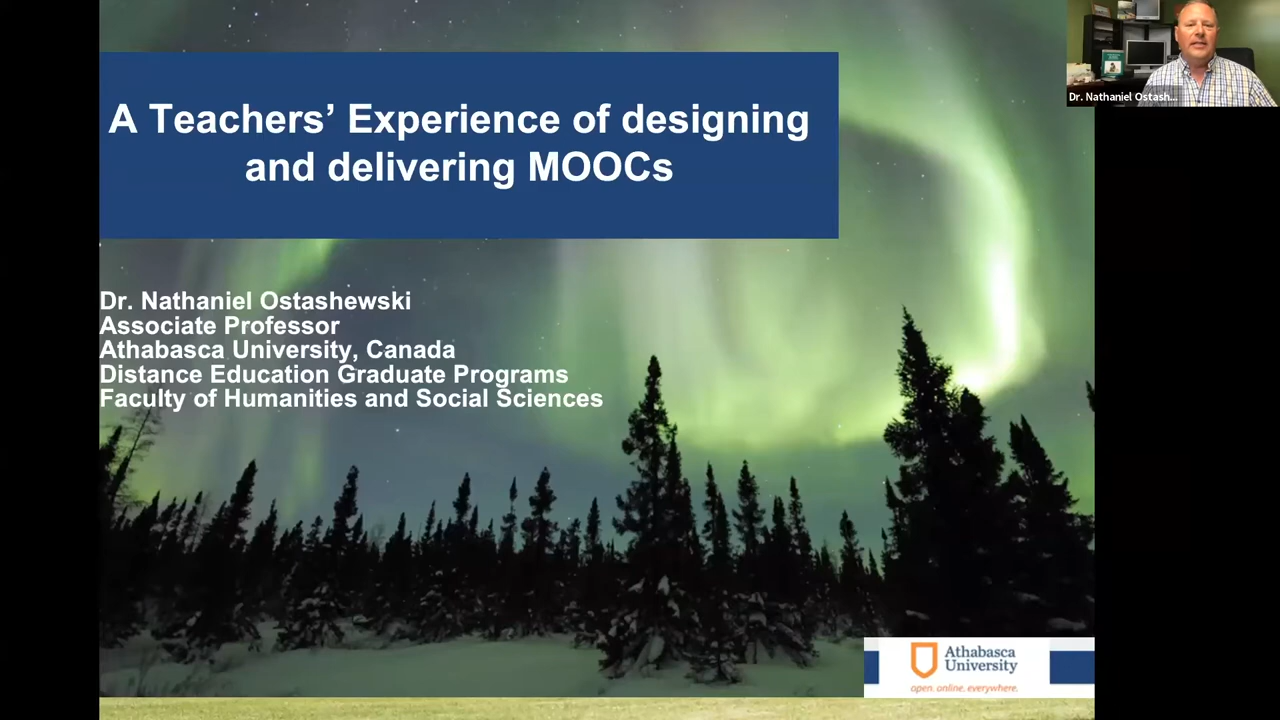 A Teachers’ Experience of designing
and delivering MOOCs
Dr. Nathaniel Ostash...
Dr. Nathaniel Ostashewski
Associate Professor
Athabasca University, Canada
Distance Education Graduate Programs
Faculty of Humanities and Social Sciences
Athabasca
University
open. online. everywhere.